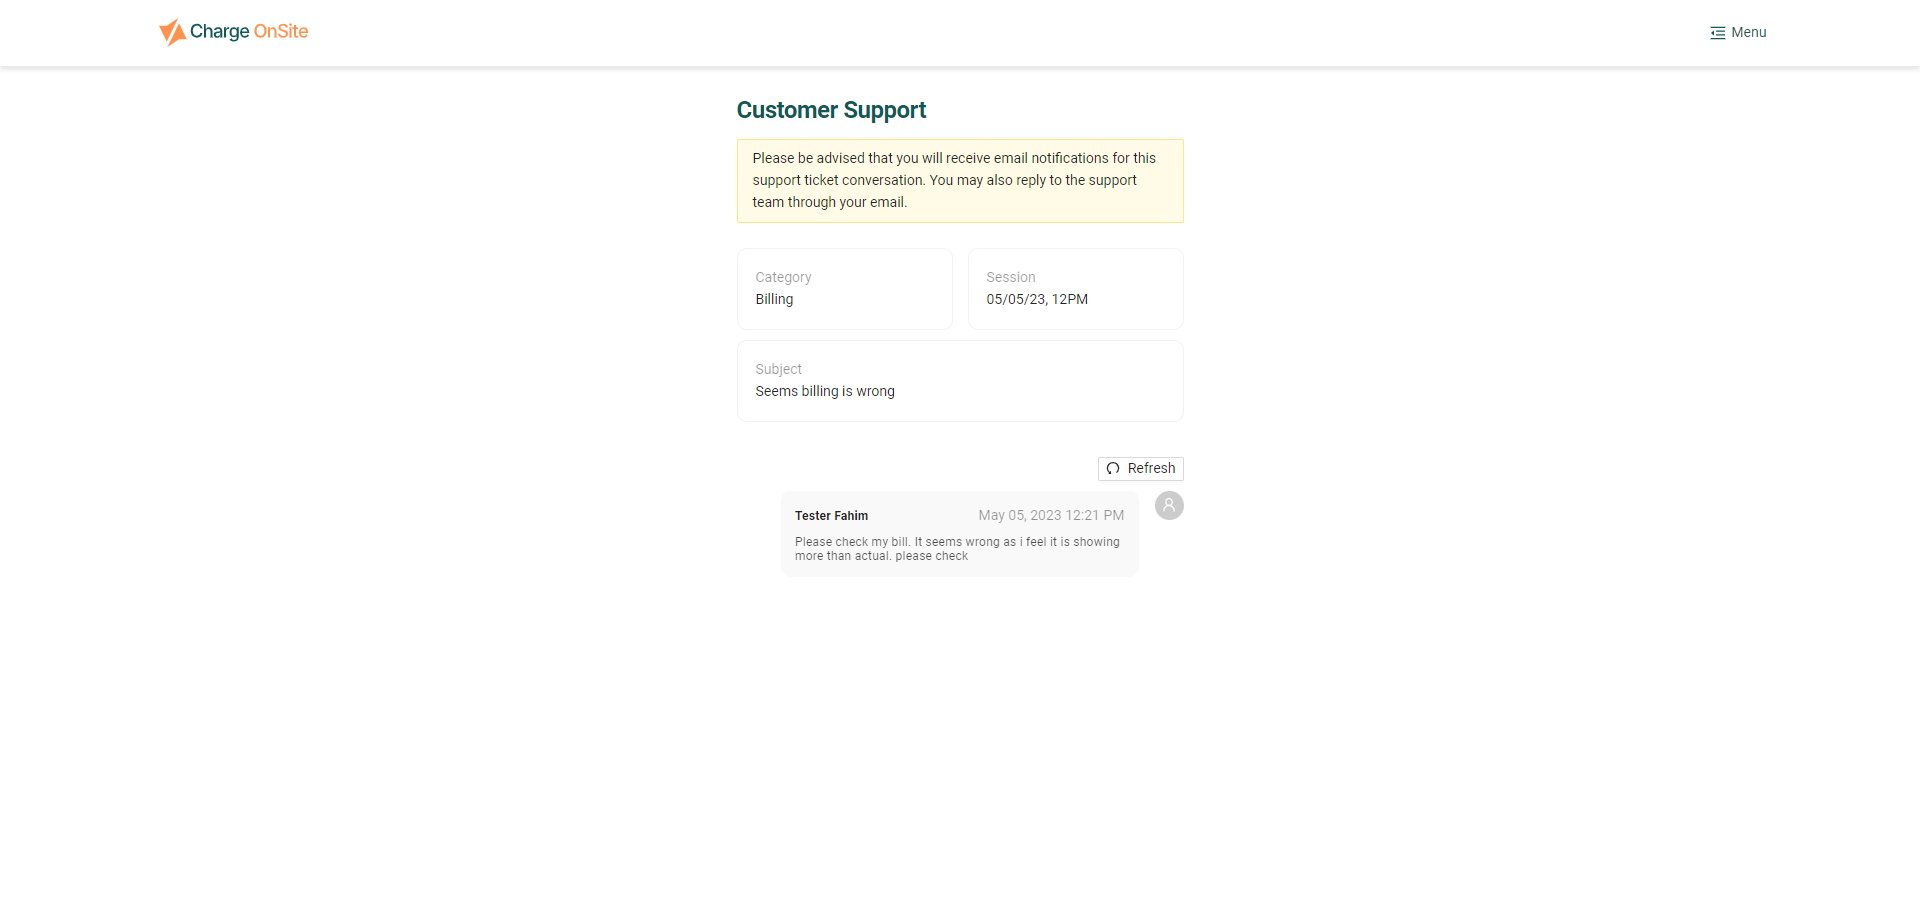 Charge OnSite
Menu
Customer Support
Please be advised that you will receive email notifications for this
support ticket conversation. You may also reply to the support
team through your email.
Category
Billing
Session
05/05/23, 12PM
Subject
Seems billing is wrong
Refresh
Tester Fahim
May 05, 2023 12:21 PM
Please check my bill. It seems wrong as i feel it is showing
more than actual. please check